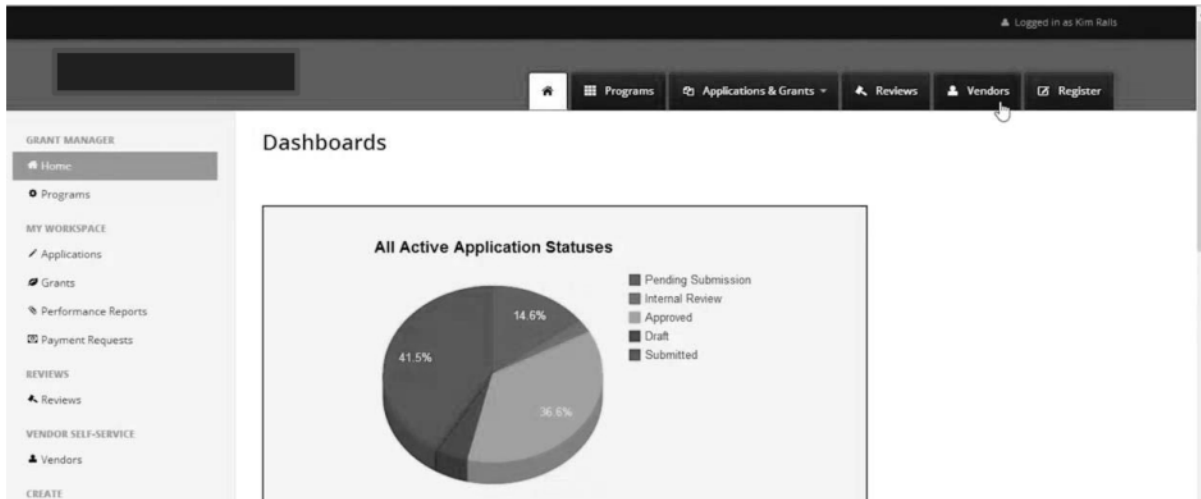 Logged in as Kim Ralls
Programs
Applications & Grants
Reviews
Vendors
Register
GRANT MANAGER
Home
Programs
MY WORKSPACE
Applications
Grants
Performance Reports
Payment Requests
REVIEWS
Reviews
VENDOR SELF-SERVICE
Vendors
CREATE
Dashboards
All Active Application Statuses
14.6%
41.5%
36.6%
Pending Submission
Internal Review
Approved
Draft
Submitted